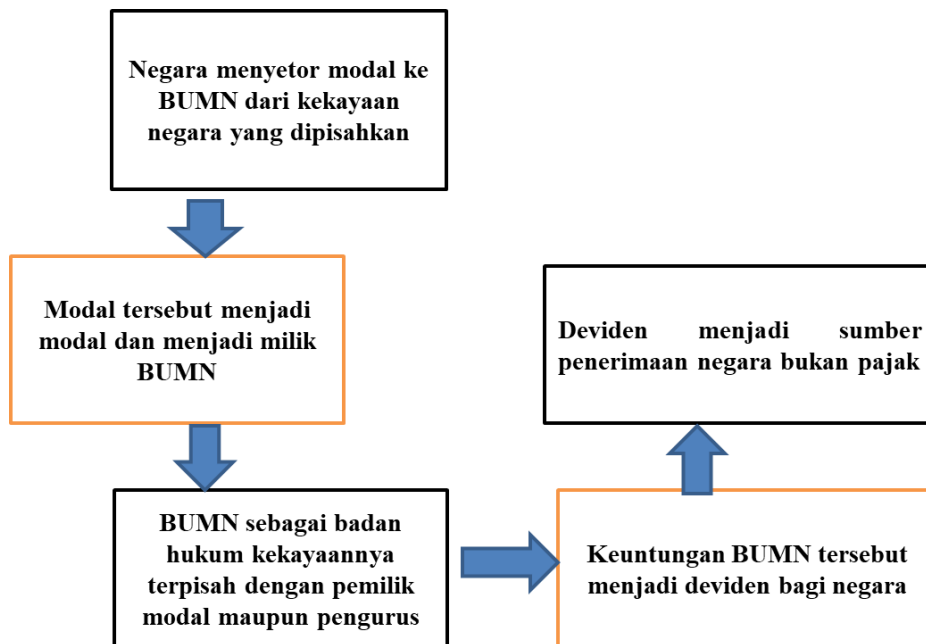 Negara menyetor modal ke
BUMN dari kekayaan
negara yang dipisahkan
Modal tersebut menjadi
modal dan menjadi milik
BUMN
BUMN sebagai badan
hukum kekayaannya
terpisah dengan pemilik
modal maupun pengurus
Keuntungan BUMN tersebut
menjadi deviden bagi negara
Deviden menjadi sumber
penerimaan negara bukan pajak